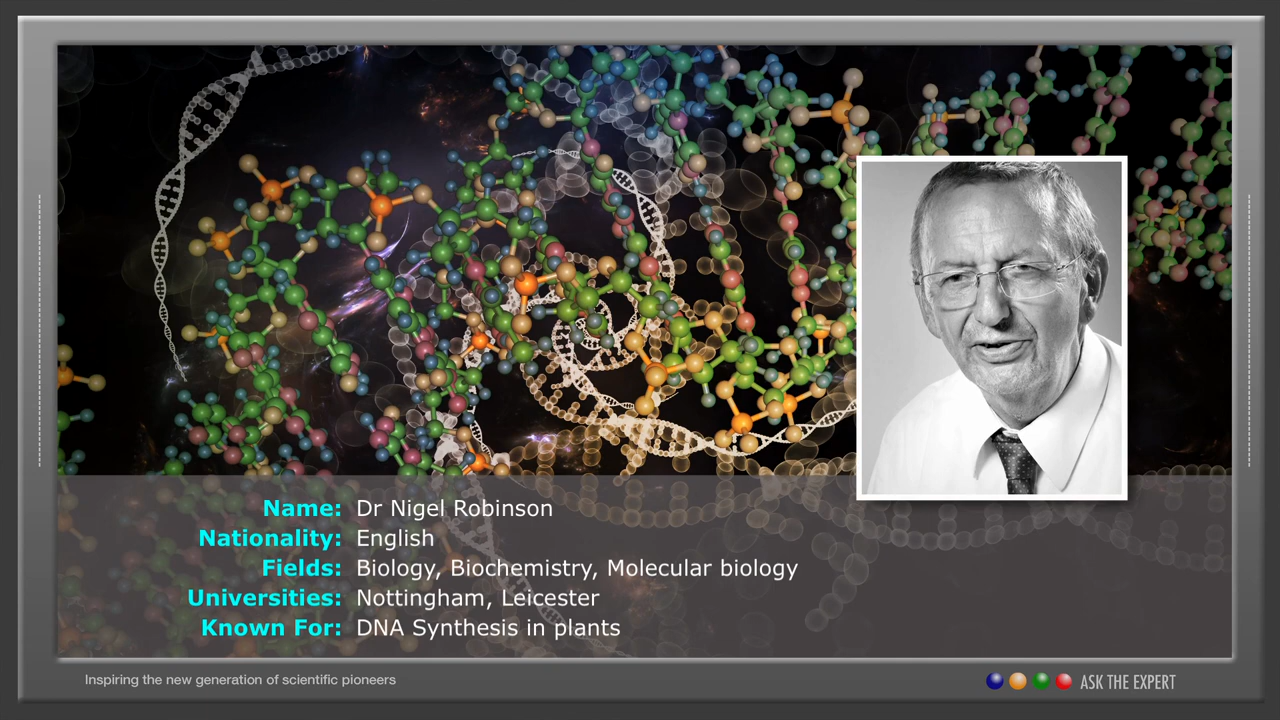 Name: Dr Nigel Robinson
Nationality: English
Fields: Biology, Biochemistry, Molecular biology
Universities: Nottingham, Leicester
Known For: DNA Synthesis in plants
Inspiring the new generation of scientific pioneers
ASK THE EXPERT